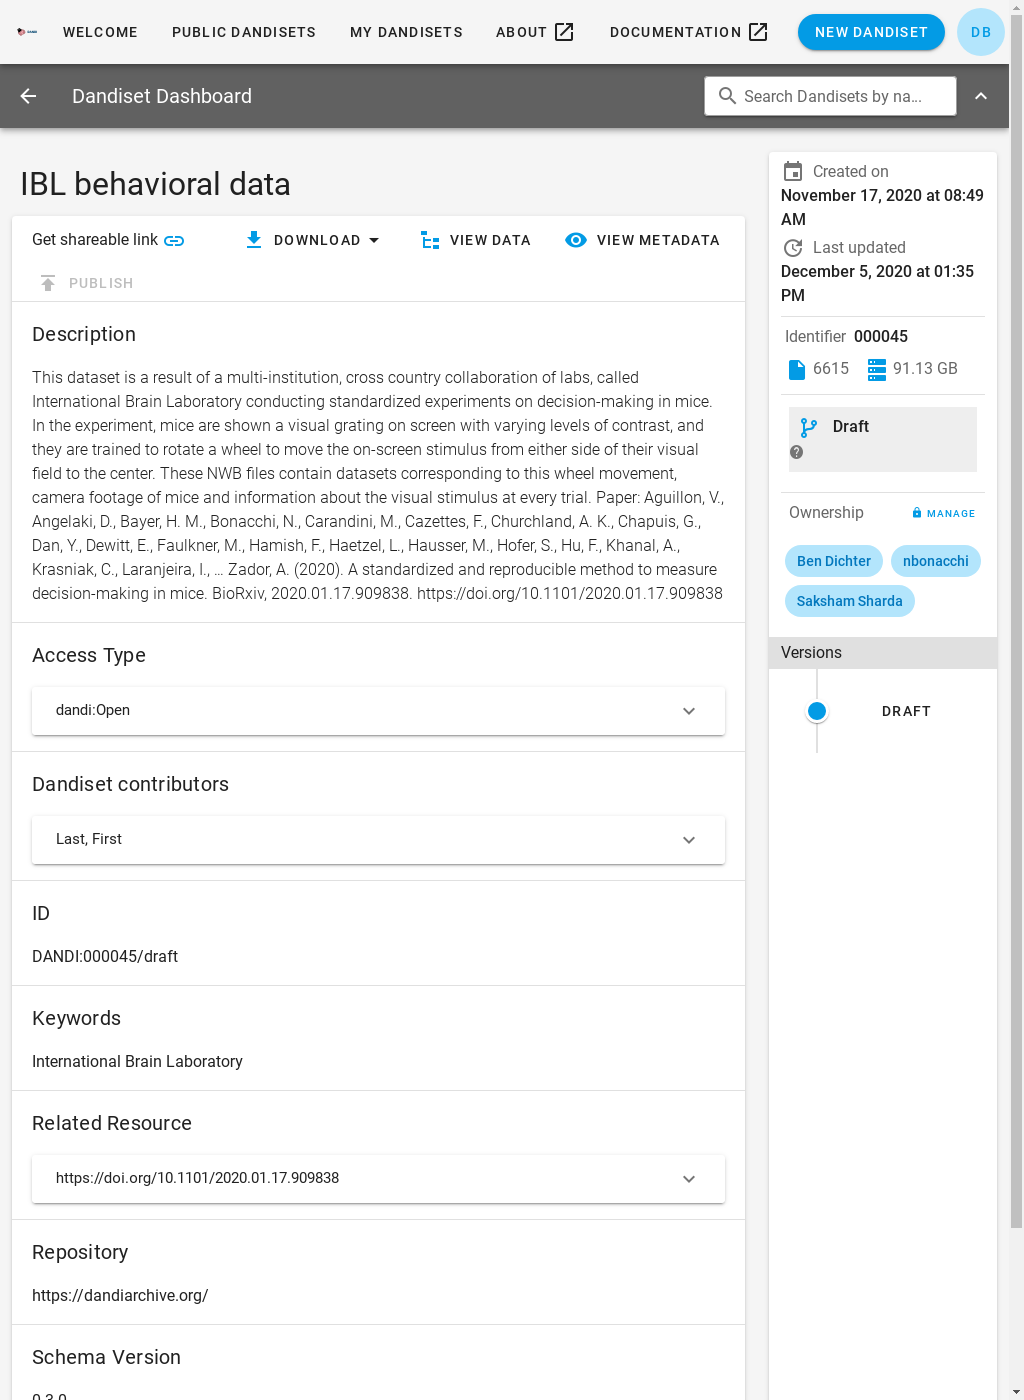 WELCOME PUBLIC DANDISETS MY DANDISETS ABOUT DOCUMENTATION NEW DANDISET DB
Dandiset Dashboard Search Dandisets by na...
IBL behavioral data
Get shareable link DOWNLOAD VIEW DATA VIEW METADATA
PUBLISH
Description
This dataset is a result of a multi-institution, cross country collaboration of labs, called
International Brain Laboratory conducting standardized experiments on decision-making in mice.
In the experiment, mice are shown a visual grating on screen with varying levels of contrast, and
they are trained to rotate a wheel to move the on-screen stimulus from either side of their visual
field to the center. These NWB files contain datasets corresponding to this wheel movement,
camera footage of mice and information about the visual stimulus at every trial. Paper: Aguillon, V.,
Angelaki, D., Bayer, H. M., Bonacchi, N., Carandini, M., Cazettes, F., Churchland, A. K., Chapuis, G.,
Dan, Y., Dewitt, E., Faulkner, M., Hamish, F., Haetzel, L., Hausser, M., Hofer, S., Hu, F., Khanal, A.,
Krasniak, C., Laranjeira, I., … Zador, A. (2020). A standardized and reproducible method to measure
decision-making in mice. BioRxiv, 2020.01.17.909838. https://doi.org/10.1101/2020.01.17.909838
Access Type
dandi:Open
Dandiset contributors
Last, First
ID
DANDI:000045/draft
Keywords
International Brain Laboratory
Related Resource
https://doi.org/10.1101/2020.01.17.909838
Repository
https://dandiarchive.org/
Schema Version
0.3.0
Created on
November 17, 2020 at 08:49
AM
Last updated
December 5, 2020 at 01:35
PM
Identifier 000045
6615 91.13 GB
Draft
Ownership MANAGE
Ben Dichter nbonacchi
Saksham Sharda
Versions
DRAFT